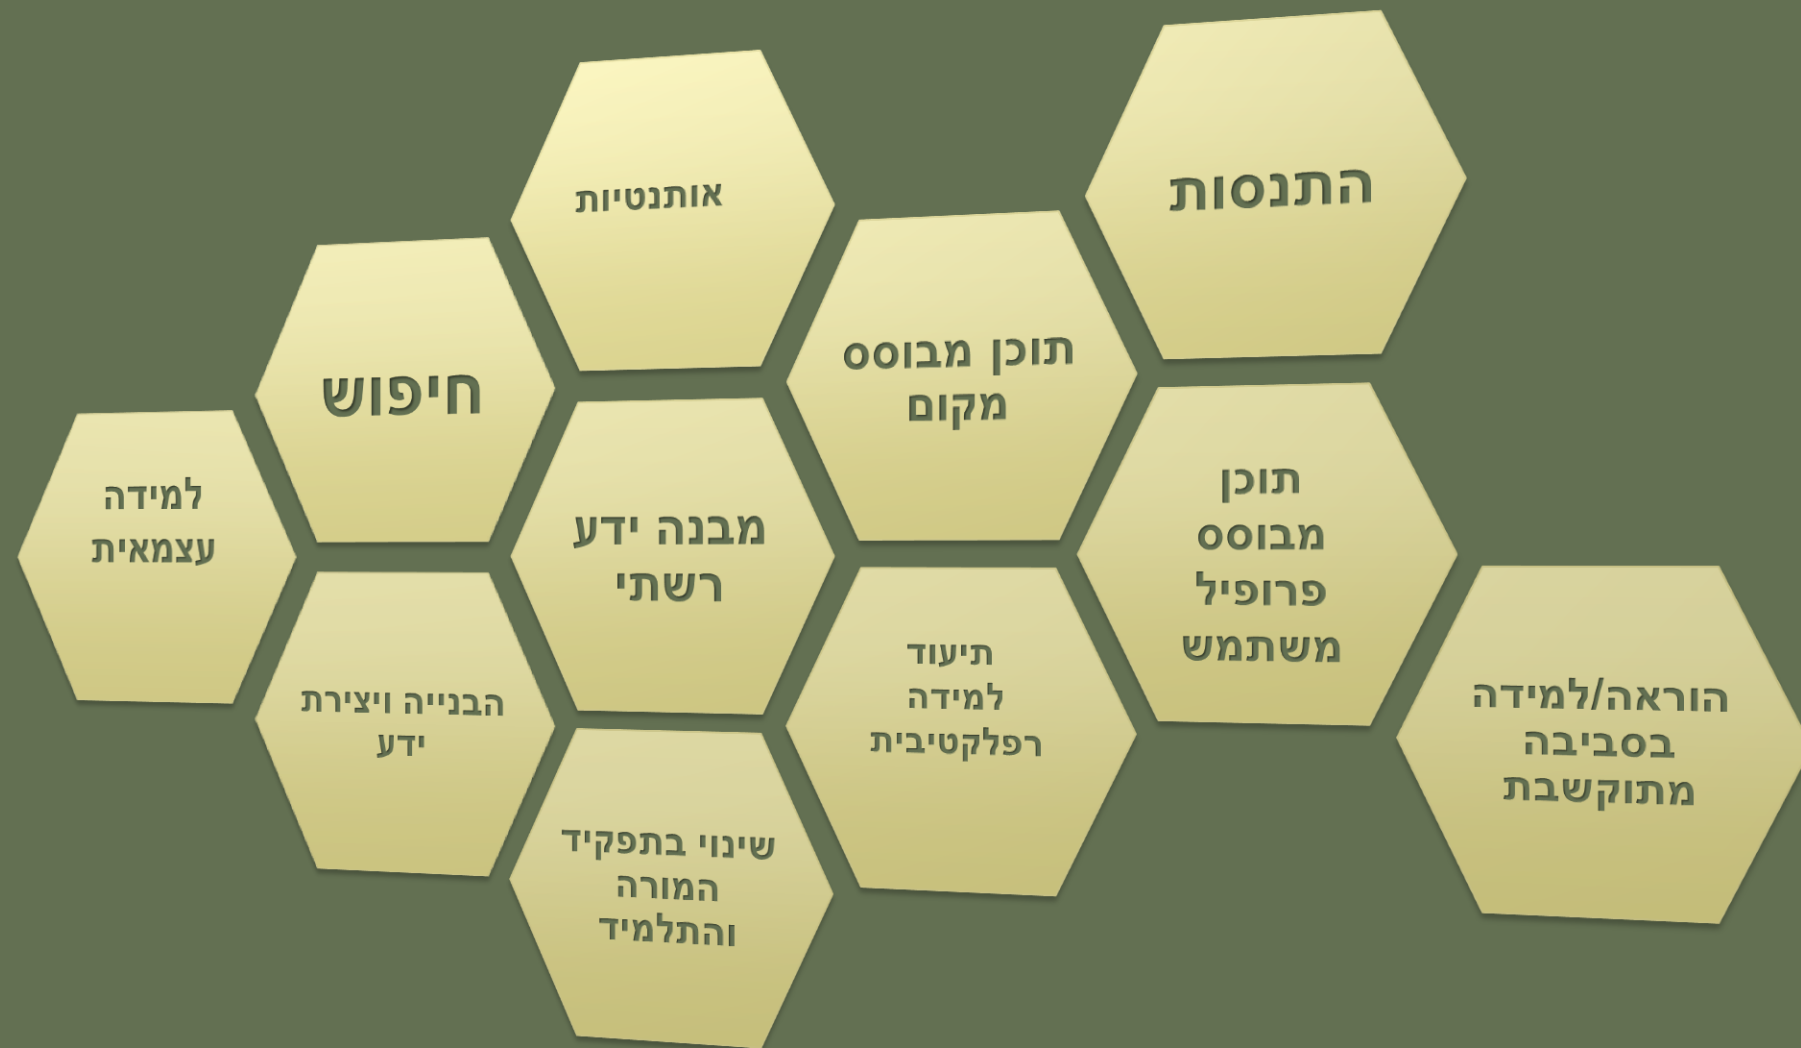 התנסות
אותנטיות
תוכן מבוסס
מקום
חיפוש
תוכן
מבוסס
פרופיל
משתמש
למידה
עצמאית
מבנה ידע
רשתי
הוראה/למידה
בסביבה
מתוקשבת
תיעוד
למידה
רפלקטיבית
הבנייה ויצירת
ידע
שינוי בתפקיד
המורה
והתלמיד